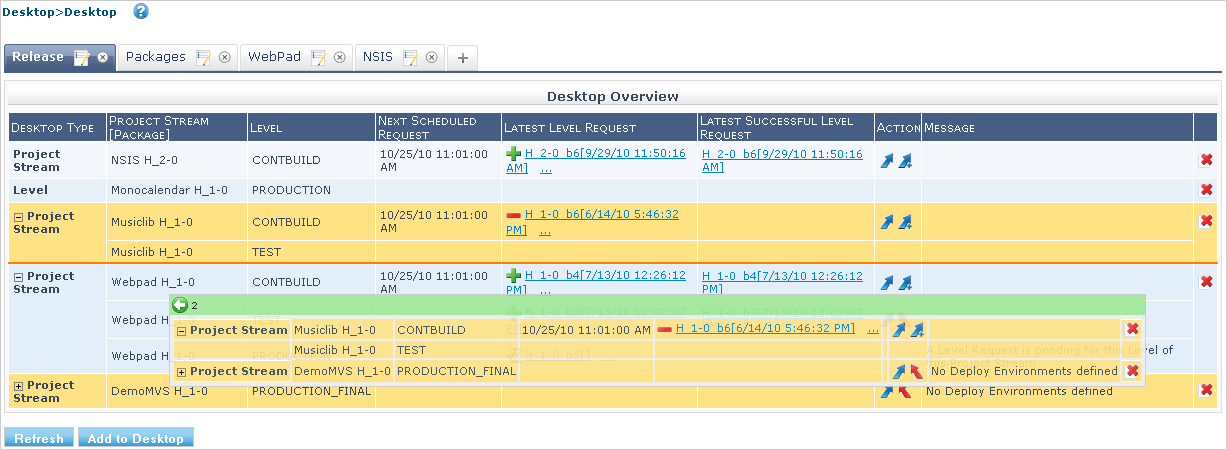 Desktop>Desktop
Release Packages WebPad NSIS
Desktop Overview
Desktop Type Project Stream [Package] Level Next Scheduled Request Latest Level Request Latest Successful Level Request Action Message
Project Stream NSIS H_2-0 CONTBUILD 10/25/10 11:01:00 AM H_2-0_b6[9/29/10 11:50:16 AM] ... H_2-0_b6[9/29/10 11:50:16 AM]
Level Monocalendar H_1-0 PRODUCTION
Project Stream Musiclib H_1-0 CONTBUILD 10/25/10 11:01:00 AM H_1-0_b6[6/14/10 5:46:32 PM] ...
Musiclib H_1-0 TEST
Project Stream Webpad H_1-0 CONTBUILD 10/25/10 11:01:00 AM H_1-0_b4[7/13/10 12:26:12 PM] ... H_1-0_b4[7/13/10 12:26:12 PM]
2
Webpad H_1-0
Project Stream Musiclib H_1-0 CONTBUILD 10/25/10 11:01:00 AM H_1-0_b6[6/14/10 5:46:32 PM] ...
Musiclib H_1-0 TEST
Webpad H_1-0 A Level Request is pending for this Level of
Project Stream DemoMVS H_1-0 PRODUCTION_FINAL No Deploy Environments defined
Project Stream DemoMVS H_1-0 PRODUCTION_FINAL No Deploy Environments defined
Refresh Add to Desktop